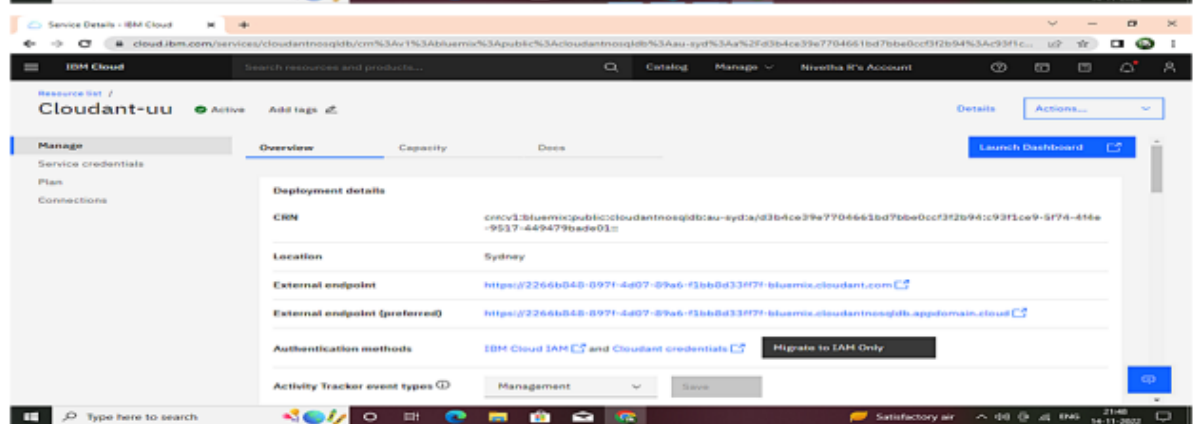 Service Details - IBM Cloud
cloud.ibm.com/services/cloudantnosqldb/crn%3Av1%3Abluemix%3Apublic%3Acloudantnosqldb%3Aau-syd%3Aa%2Fd3b4ce39e7704661bd7bbe0ccf3f2b94%3Ac93f1c...
IBM Cloud Search resources and products... Catalog Manage Nivetha R's Account
Resource list /
Cloudant-uu Active Add tags Details Actions...
Manage Overview Capacity Docs Launch Dashboard
Service credentials
Plan
Connections
Deployment details
CRN crn:v1:bluemix:public:cloudantnosqldb:au-syd:a/d3b4ce39e7704661bd7bbe0ccf3f2b94:c93f1ce9-5f74-4f4e
-9517-449479bade01::
Location Sydney
External endpoint https://2266b848-897f-4d07-89a6-f1bb8d33ff7f-bluemix.cloudant.com
External endpoint (preferred) https://2266b848-897f-4d07-89a6-f1bb8d33ff7f-bluemix.cloudantnosqldb.appdomain.cloud
Authentication methods IBM Cloud IAM and Cloudant credentials Migrate to IAM Only
Activity Tracker event types Management Save
Type here to search Satisfactory air ENG 21:48
14-11-2022